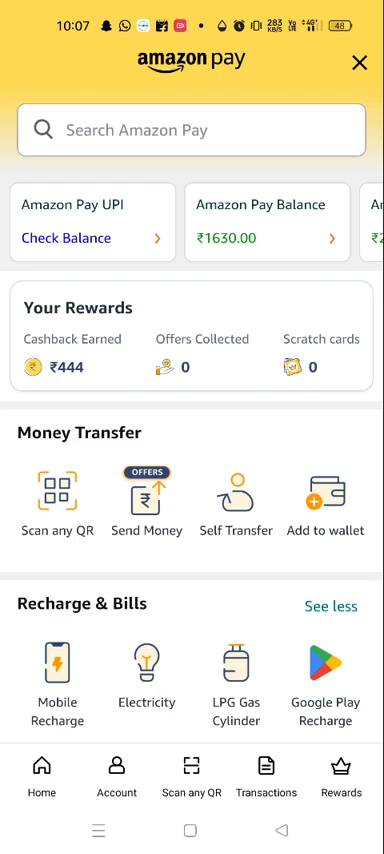 10:07
283 KB/S
Vo LTE
4G+
48
amazon pay
Search Amazon Pay
Amazon Pay UPI
Check Balance
Amazon Pay Balance
₹1630.00
Your Rewards
Cashback Earned
Offers Collected
Scratch cards
₹444
0
0
Money Transfer
OFFERS
Scan any QR
Send Money
Self Transfer
Add to wallet
Recharge & Bills
See less
Mobile
Recharge
Electricity
LPG Gas
Cylinder
Google Play
Recharge
Home
Account
Scan any QR
Transactions
Rewards